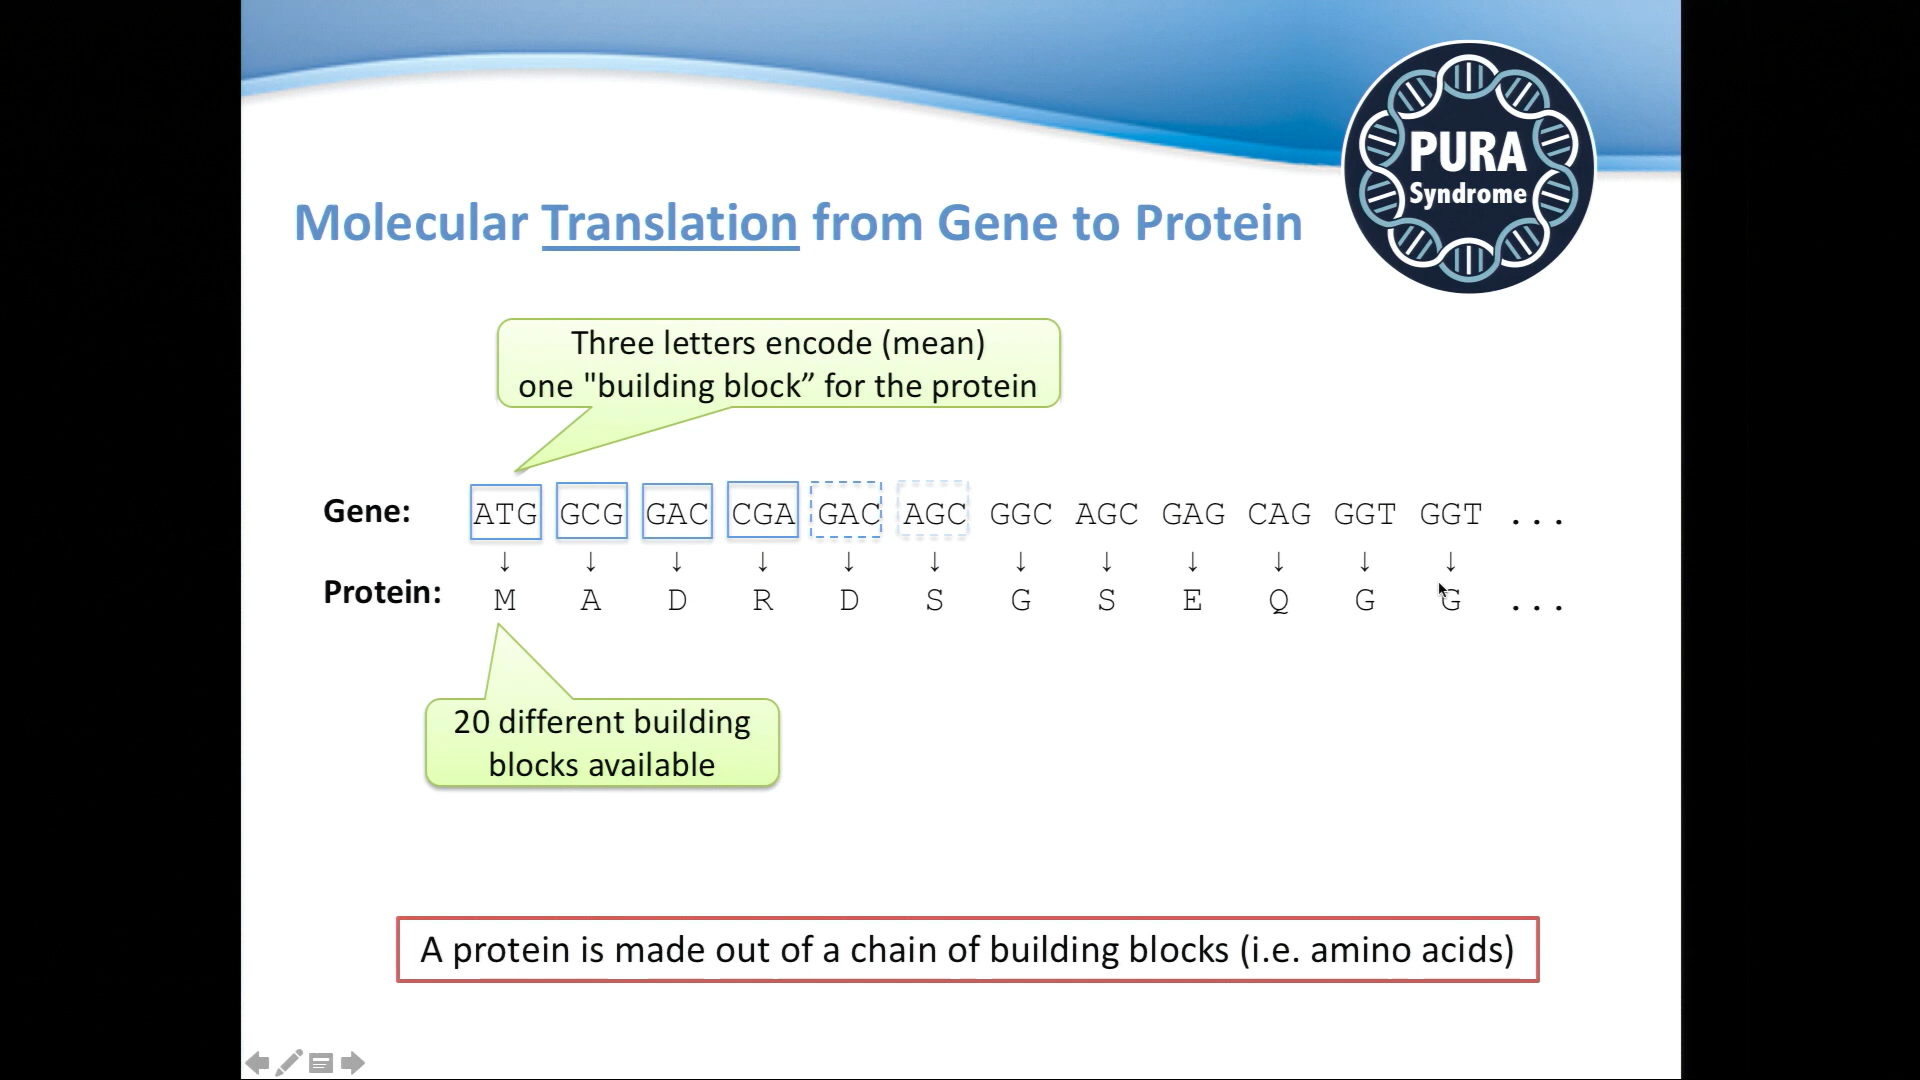 PURA
Syndrome
Molecular Translation from Gene to Protein
Three letters encode (mean)
one "building block” for the protein
Gene: ATG GCG GAC CGA GAC AGC GGC AGC GAG CAG GGT GGT ...
↓ ↓ ↓ ↓ ↓ ↓ ↓ ↓ ↓ ↓ ↓ ↓
Protein: M A D R D S G S E Q G G ...
20 different building
blocks available
A protein is made out of a chain of building blocks (i.e. amino acids)